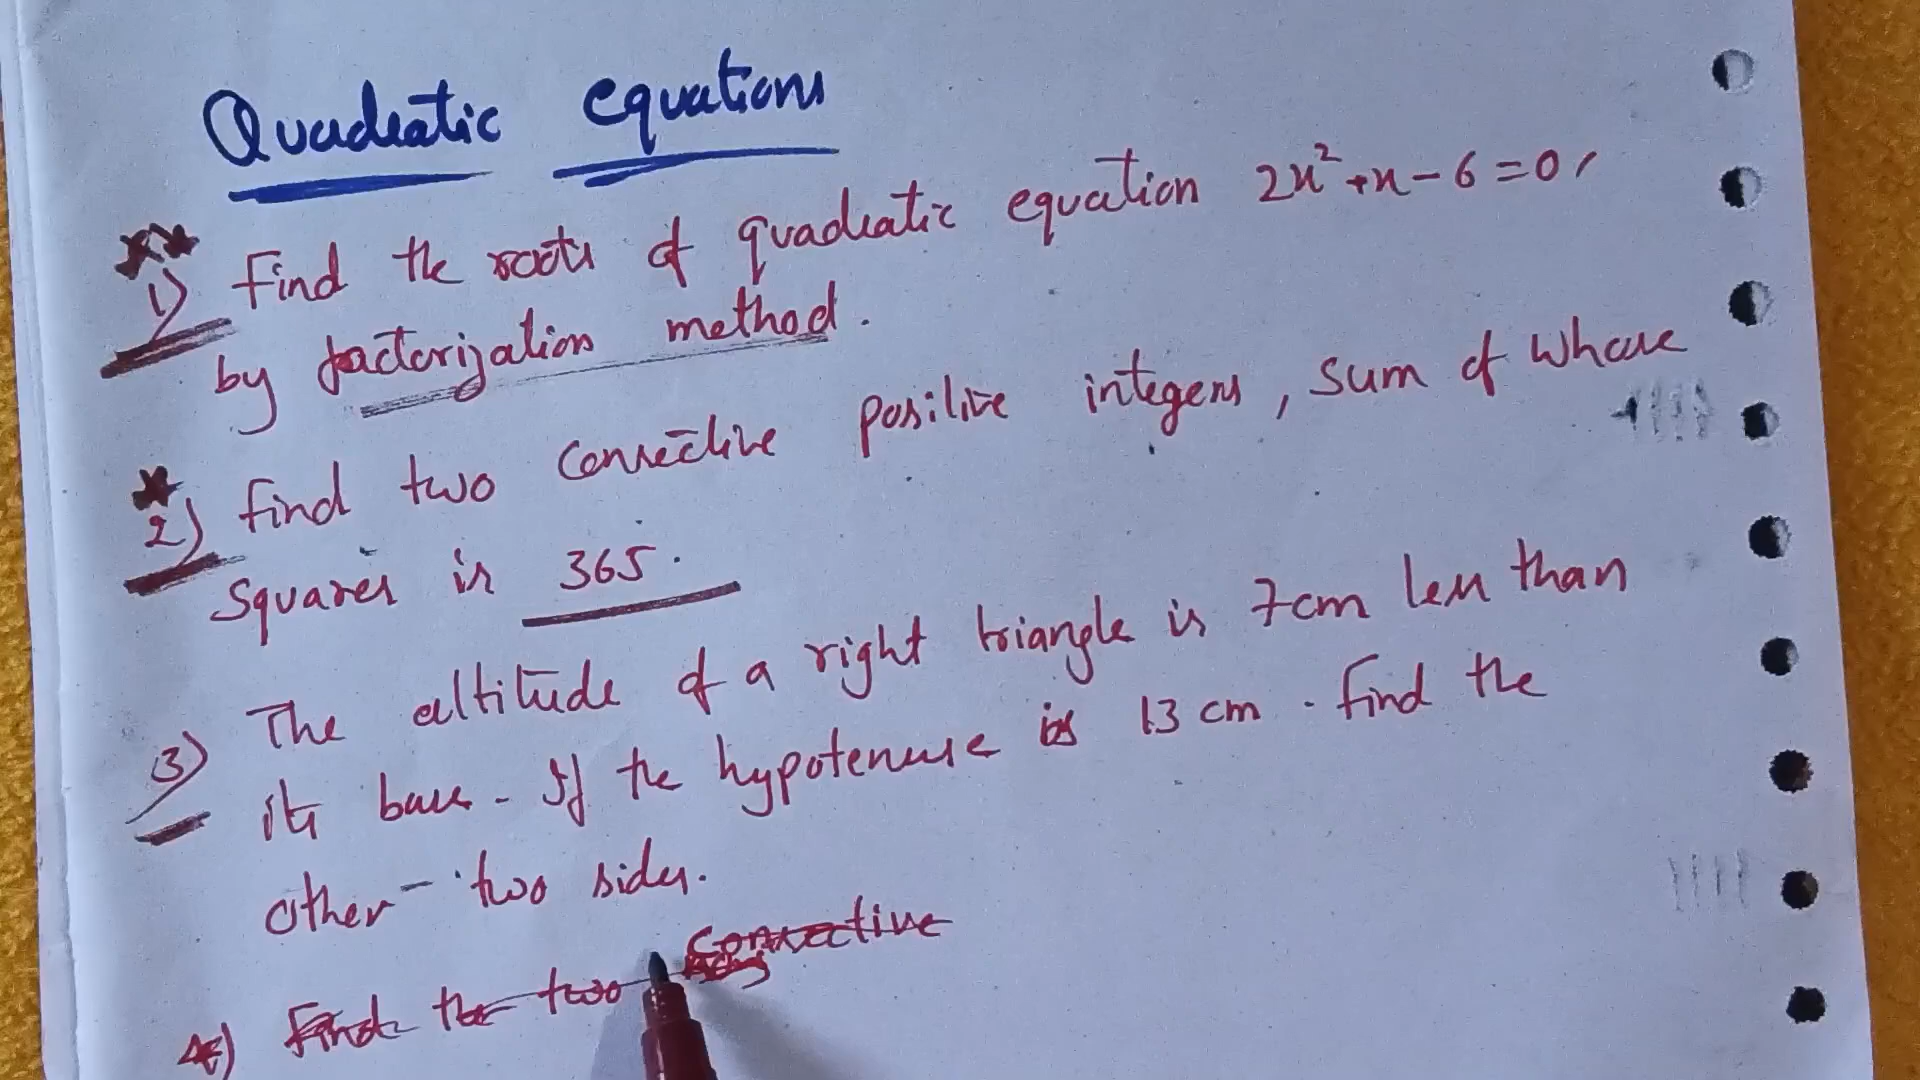 Quadratic equations
1) Find the roots of quadratic equation 2x²+x-6=0,
by factorization method.
2) Find two consective positive integers, sum of whose
squares is 365.
3) The altitude of a right triangle is 7cm less than
its base. If the hypotenuse is 13 cm. Find the
other two sides.
4) Find the two consective